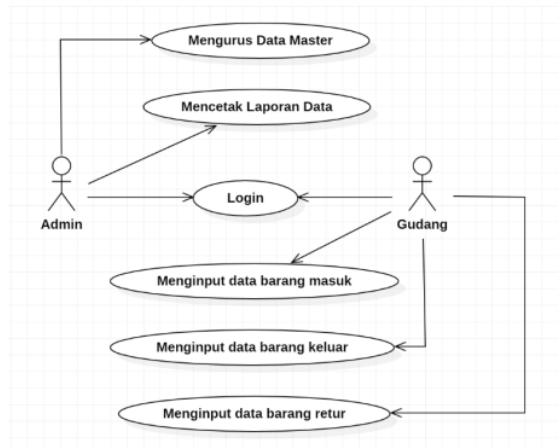 Mengurus Data Master
Mencetak Laporan Data
Login
Admin
Gudang
Menginput data barang masuk
Menginput data barang keluar
Menginput data barang retur